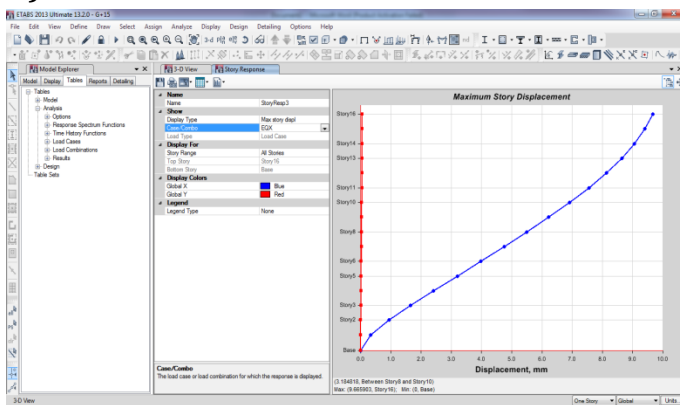 ETABS 2013 Ultimate 13.2.0 - G+15
File Edit View Define Draw Select Assign Analyze Display Design Detailing Options Help
Model Explorer
3-D View
Story Response
Model Display Tables Reports Detailing
Tables
Model
Analysis
Options
Response Spectrum Functions
Time History Functions
Load Cases
Load Combinations
Results
Design
Table Sets
Name
Name StoryResp3
Show
Display Type Max story displ
Case/Combo EQX
Load Type Load Case
Display For
Story Range All Stories
Top Story Story16
Bottom Story Base
Display Colors
Global X Blue
Global Y Red
Legend
Legend Type None
Case/Combo
The load case or load combination for which the response is displayed.
Maximum Story Displacement
Story16
Story14
Story13
Story11
Story10
Story8
Story6
Story5
Story3
Story2
Base
0.0 1.0 2.0 3.0 4.0 5.0 6.0 7.0 8.0 9.0 10.0
Displacement, mm
(3.184818, Between Story8 and Story10)
Max: (9.665903, Story16); Min: (0, Base)
3-D View
One Story
Global
Units...